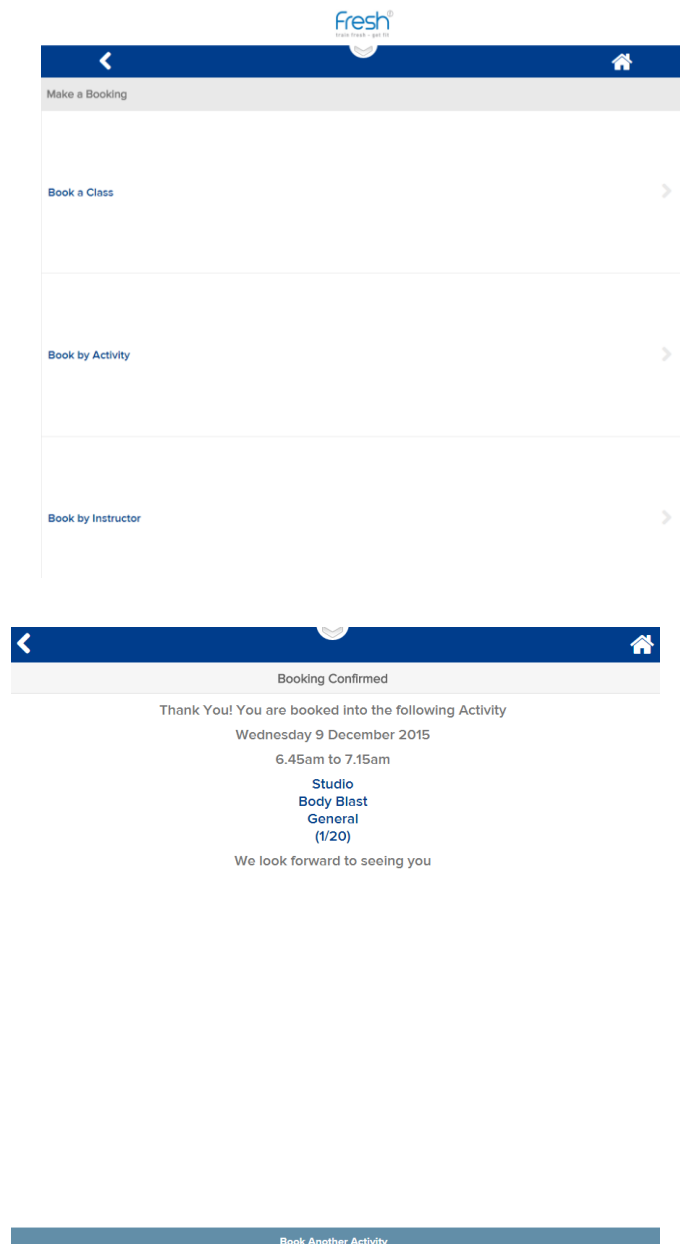 fresh®
train fresh - get fit
Make a Booking
Book a Class
Book by Activity
Book by Instructor
Booking Confirmed
Thank You! You are booked into the following Activity
Wednesday 9 December 2015
6.45am to 7.15am
Studio
Body Blast
General
(1/20)
We look forward to seeing you
Book Another Activity